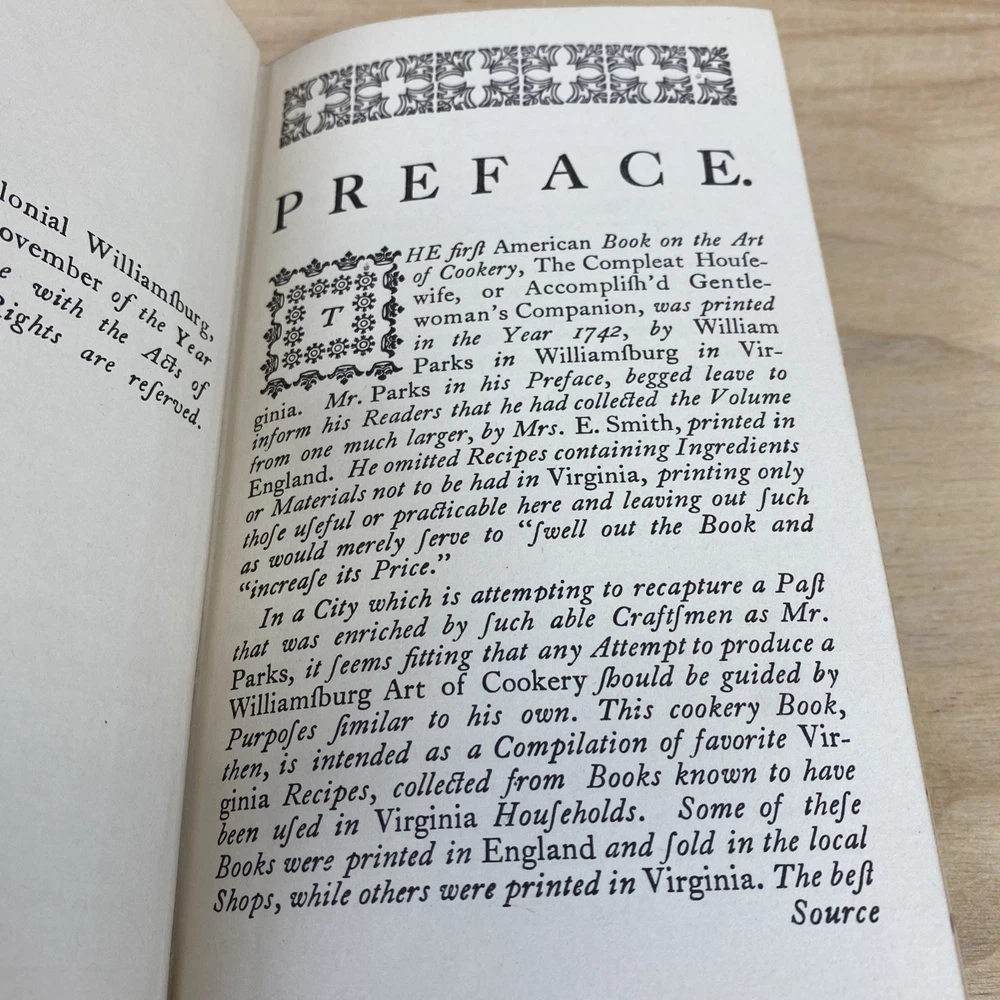 lonial Williamſburg,
ovember of the Year
e with the Acts of
Rights are reſerved.
PREFACE.
THE firſt American Book on the Art
of Cookery, The Compleat Houſe-
wife, or Accompliſh'd Gentle-
woman's Companion, was printed
in the Year 1742, by William
Parks in Williamſburg in Vir-
ginia. Mr. Parks in his Preface, begged leave to
inform his Readers that he had collected the Volume
from one much larger, by Mrs. E. Smith, printed in
England. He omitted Recipes containing Ingredients
or Materials not to be had in Virginia, printing only
thoſe uſeful or practicable here and leaving out ſuch
as would merely ſerve to “ſwell out the Book and
“increaſe its Price.”
In a City which is attempting to recapture a Paſt
that was enriched by ſuch able Craftſmen as Mr.
Parks, it ſeems fitting that any Attempt to produce a
Williamſburg Art of Cookery ſhould be guided by
Purpoſes ſimilar to his own. This cookery Book,
then, is intended as a Compilation of favorite Vir-
ginia Recipes, collected from Books known to have
been uſed in Virginia Houſeholds. Some of theſe
Books were printed in England and ſold in the local
Shops, while others were printed in Virginia. The beſt
Source